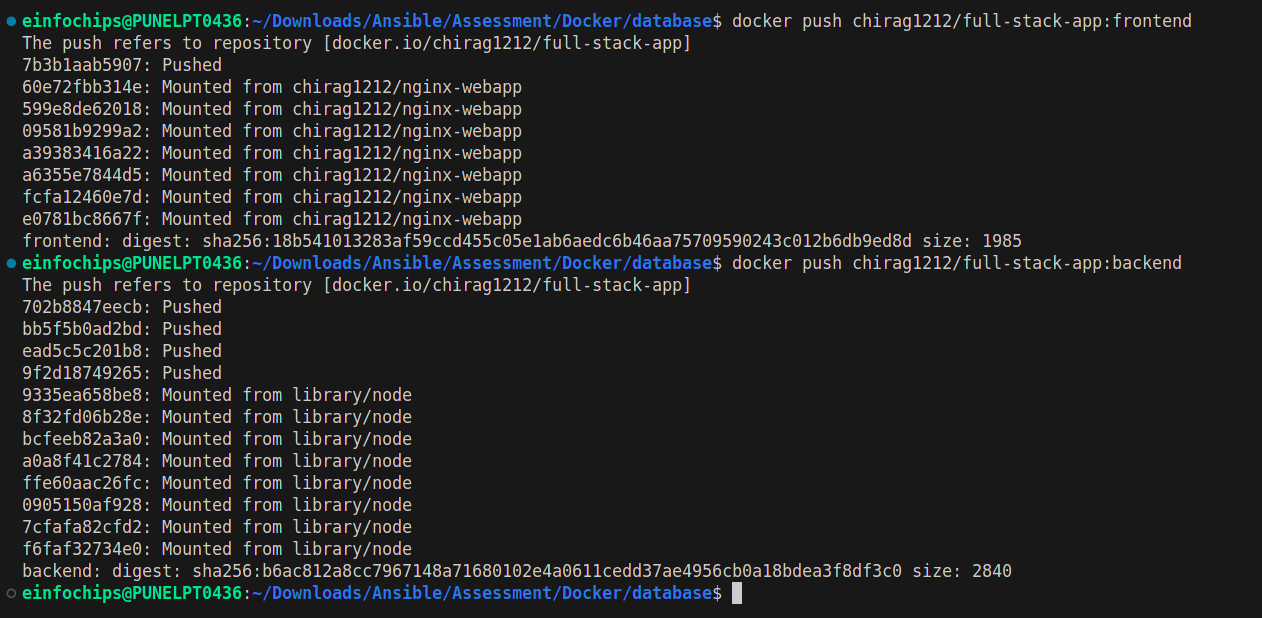 einfochips@PUNELPT0436:~/Downloads/Ansible/Assessment/Docker/database$ docker push chirag1212/full-stack-app:frontend
The push refers to repository [docker.io/chirag1212/full-stack-app]
7b3b1aab5907: Pushed
60e72fbb314e: Mounted from chirag1212/nginx-webapp
599e8de62018: Mounted from chirag1212/nginx-webapp
09581b9299a2: Mounted from chirag1212/nginx-webapp
a39383416a22: Mounted from chirag1212/nginx-webapp
a6355e7844d5: Mounted from chirag1212/nginx-webapp
fcfa12460e7d: Mounted from chirag1212/nginx-webapp
e0781bc8667f: Mounted from chirag1212/nginx-webapp
frontend: digest: sha256:18b541013283af59ccd455c05e1ab6aedc6b46aa75709590243c012b6db9ed8d size: 1985
einfochips@PUNELPT0436:~/Downloads/Ansible/Assessment/Docker/database$ docker push chirag1212/full-stack-app:backend
The push refers to repository [docker.io/chirag1212/full-stack-app]
702b8847eecb: Pushed
bb5f5b0ad2bd: Pushed
ead5c5c201b8: Pushed
9f2d18749265: Pushed
9335ea658be8: Mounted from library/node
8f32fd06b28e: Mounted from library/node
bcfeeb82a3a0: Mounted from library/node
a0a8f41c2784: Mounted from library/node
ffe60aac26fc: Mounted from library/node
0905150af928: Mounted from library/node
7cfafa82cfd2: Mounted from library/node
f6faf32734e0: Mounted from library/node
backend: digest: sha256:b6ac812a8cc7967148a71680102e4a0611cedd37ae4956cb0a18bdea3f8df3c0 size: 2840
einfochips@PUNELPT0436:~/Downloads/Ansible/Assessment/Docker/database$